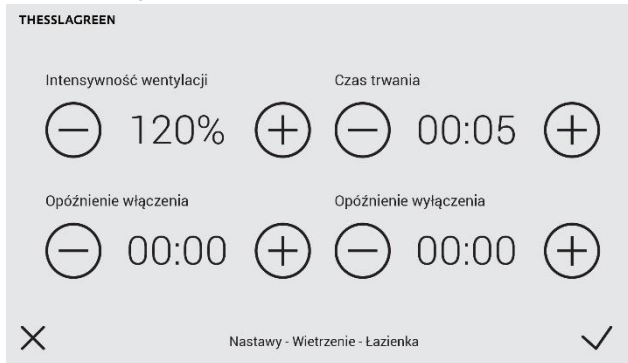 THESSLAGREEN
Intensywność wentylacji
Czas trwania
120%
00:05
Opóźnienie włączenia
Opóźnienie wyłączenia
00:00
00:00
Nastawy - Wietrzenie - Łazienka